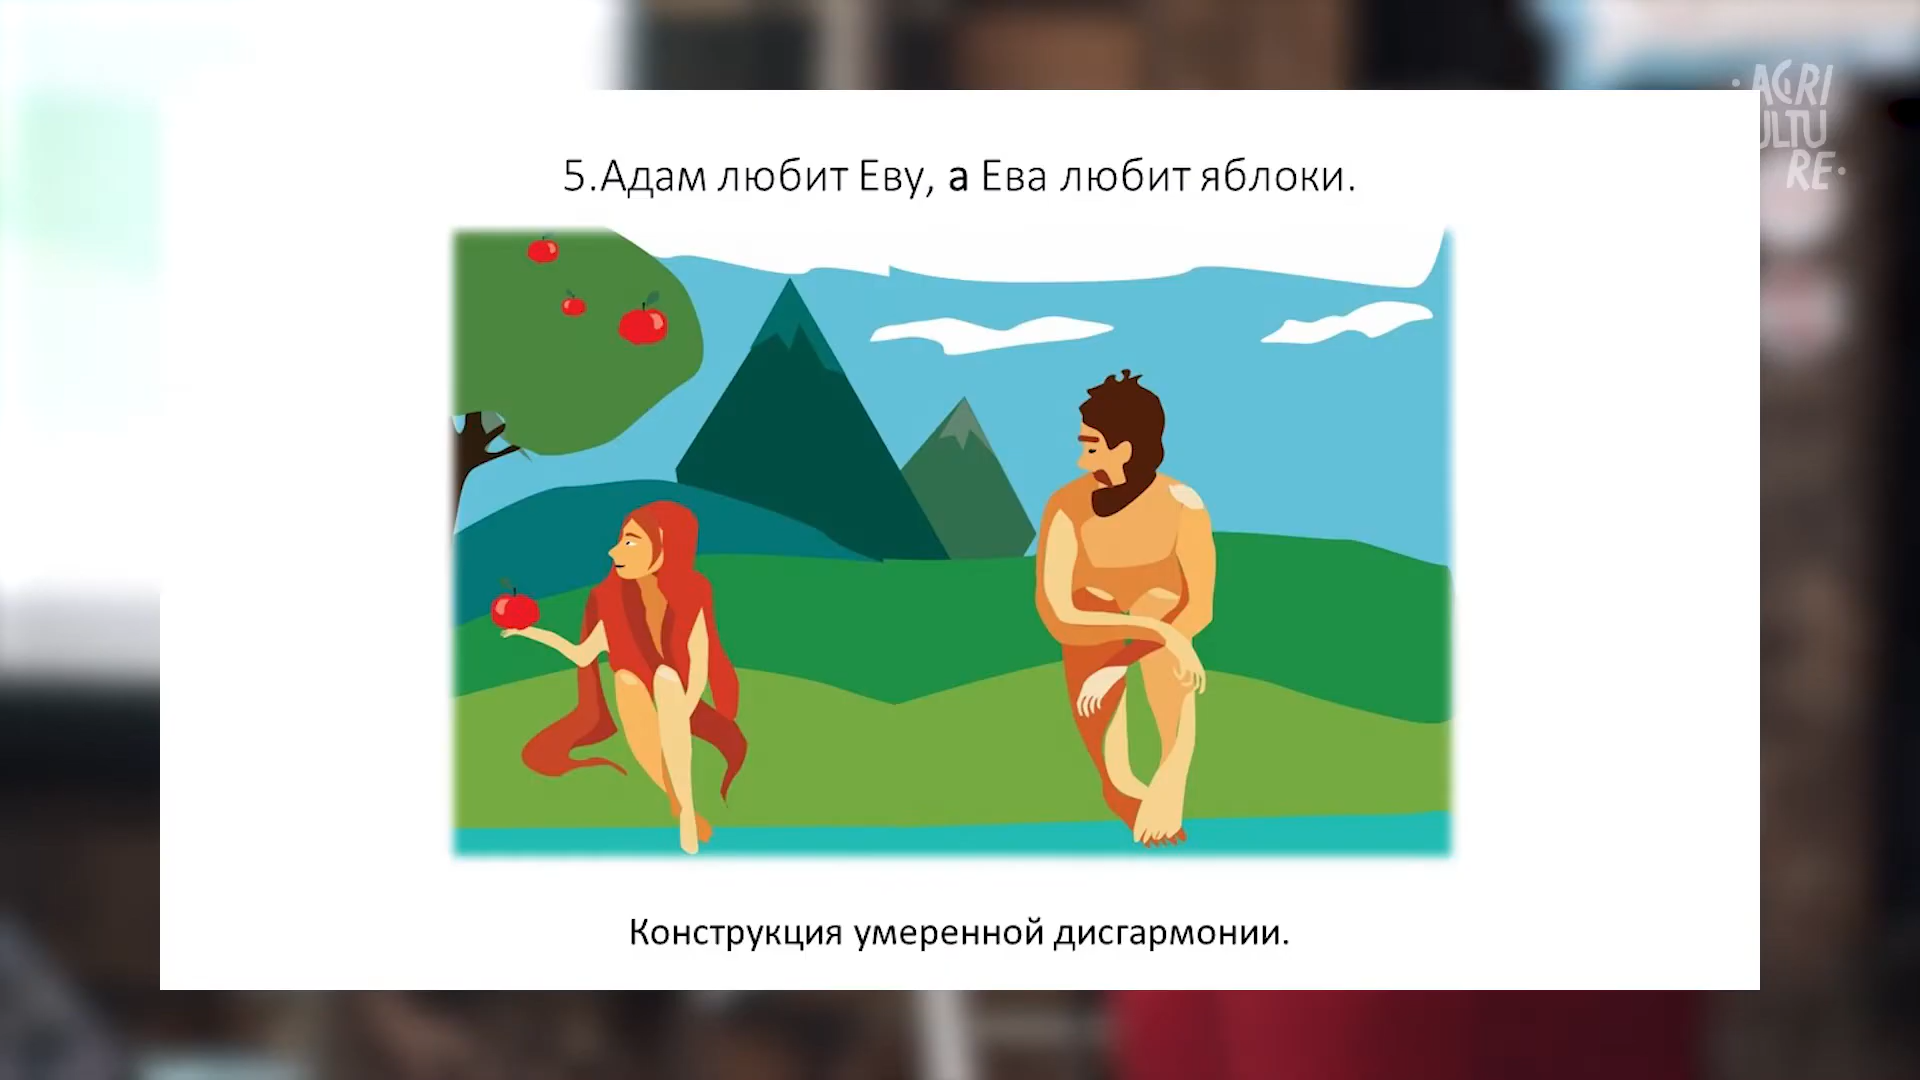 AGRI
ULTU
RE
5.Адам любит Еву, а Ева любит яблоки.
Конструкция умеренной дисгармонии.